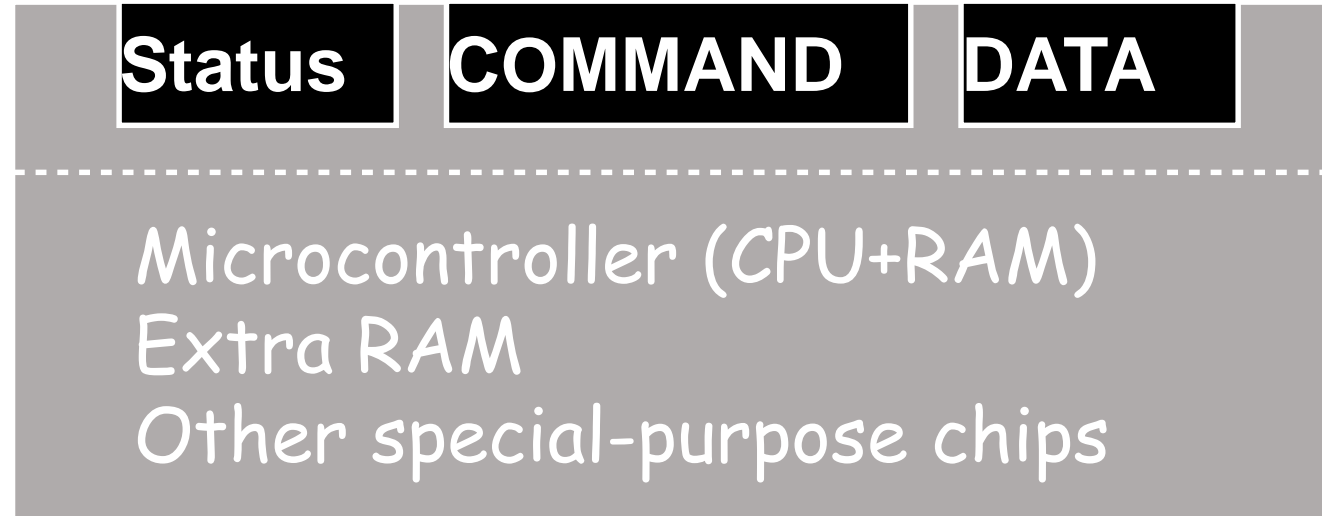 Status COMMAND DATA
Microcontroller (CPU+RAM)
Extra RAM
Other special-purpose chips